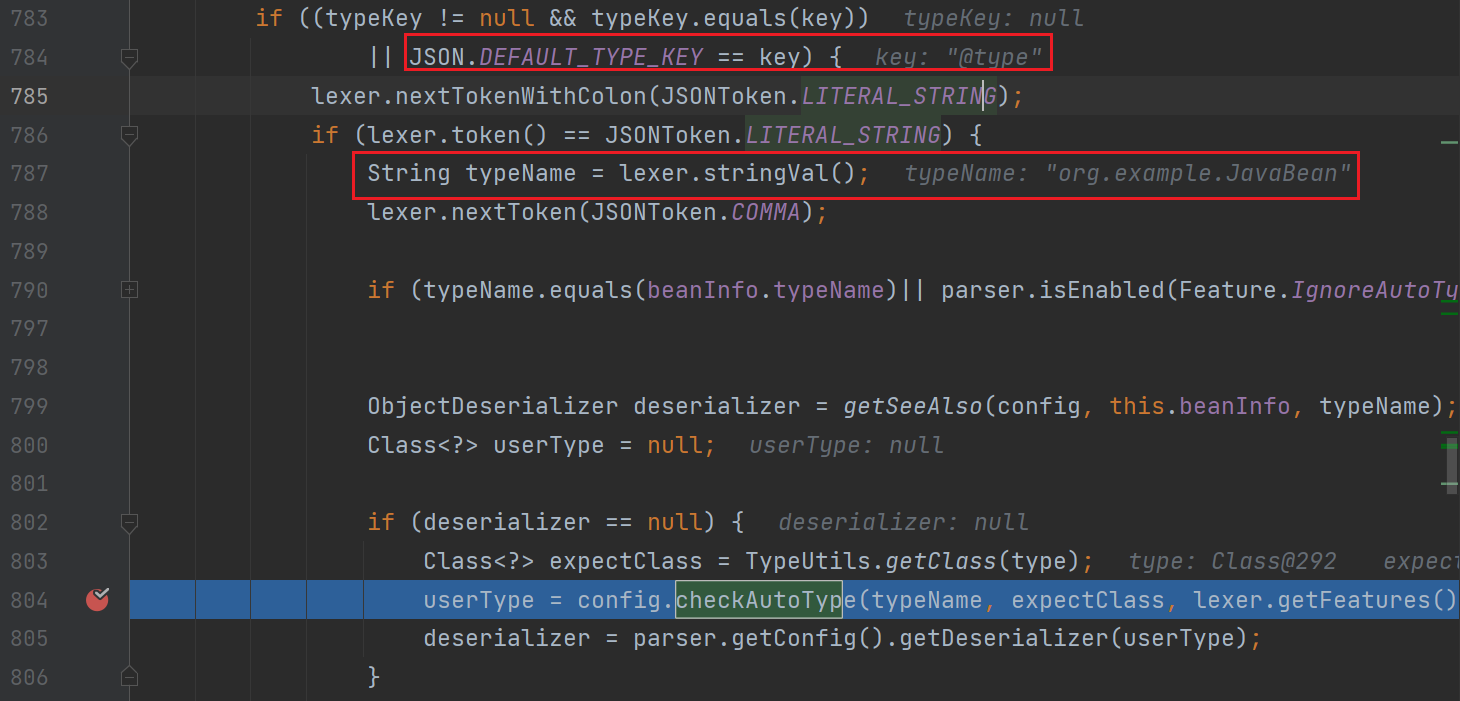 783 if ((typeKey != null && typeKey.equals(key)) typeKey: null
784 || JSON.DEFAULT_TYPE_KEY == key) { key: "@type"
785 lexer.nextTokenWithColon(JSONToken.LITERAL_STRING);
786 if (lexer.token() == JSONToken.LITERAL_STRING) {
787 String typeName = lexer.stringVal(); typeName: "org.example.JavaBean"
788 lexer.nextToken(JSONToken.COMMA);
789
790 if (typeName.equals(beanInfo.typeName)|| parser.isEnabled(Feature.IgnoreAutoTy
797
798
799 ObjectDeserializer deserializer = getSeeAlso(config, this.beanInfo, typeName);
800 Class<?> userType = null; userType: null
801
802 if (deserializer == null) { deserializer: null
803 Class<?> expectClass = TypeUtils.getClass(type); type: Class@292 expect
804 userType = config.checkAutoType(typeName, expectClass, lexer.getFeatures()
805 deserializer = parser.getConfig().getDeserializer(userType);
806 }